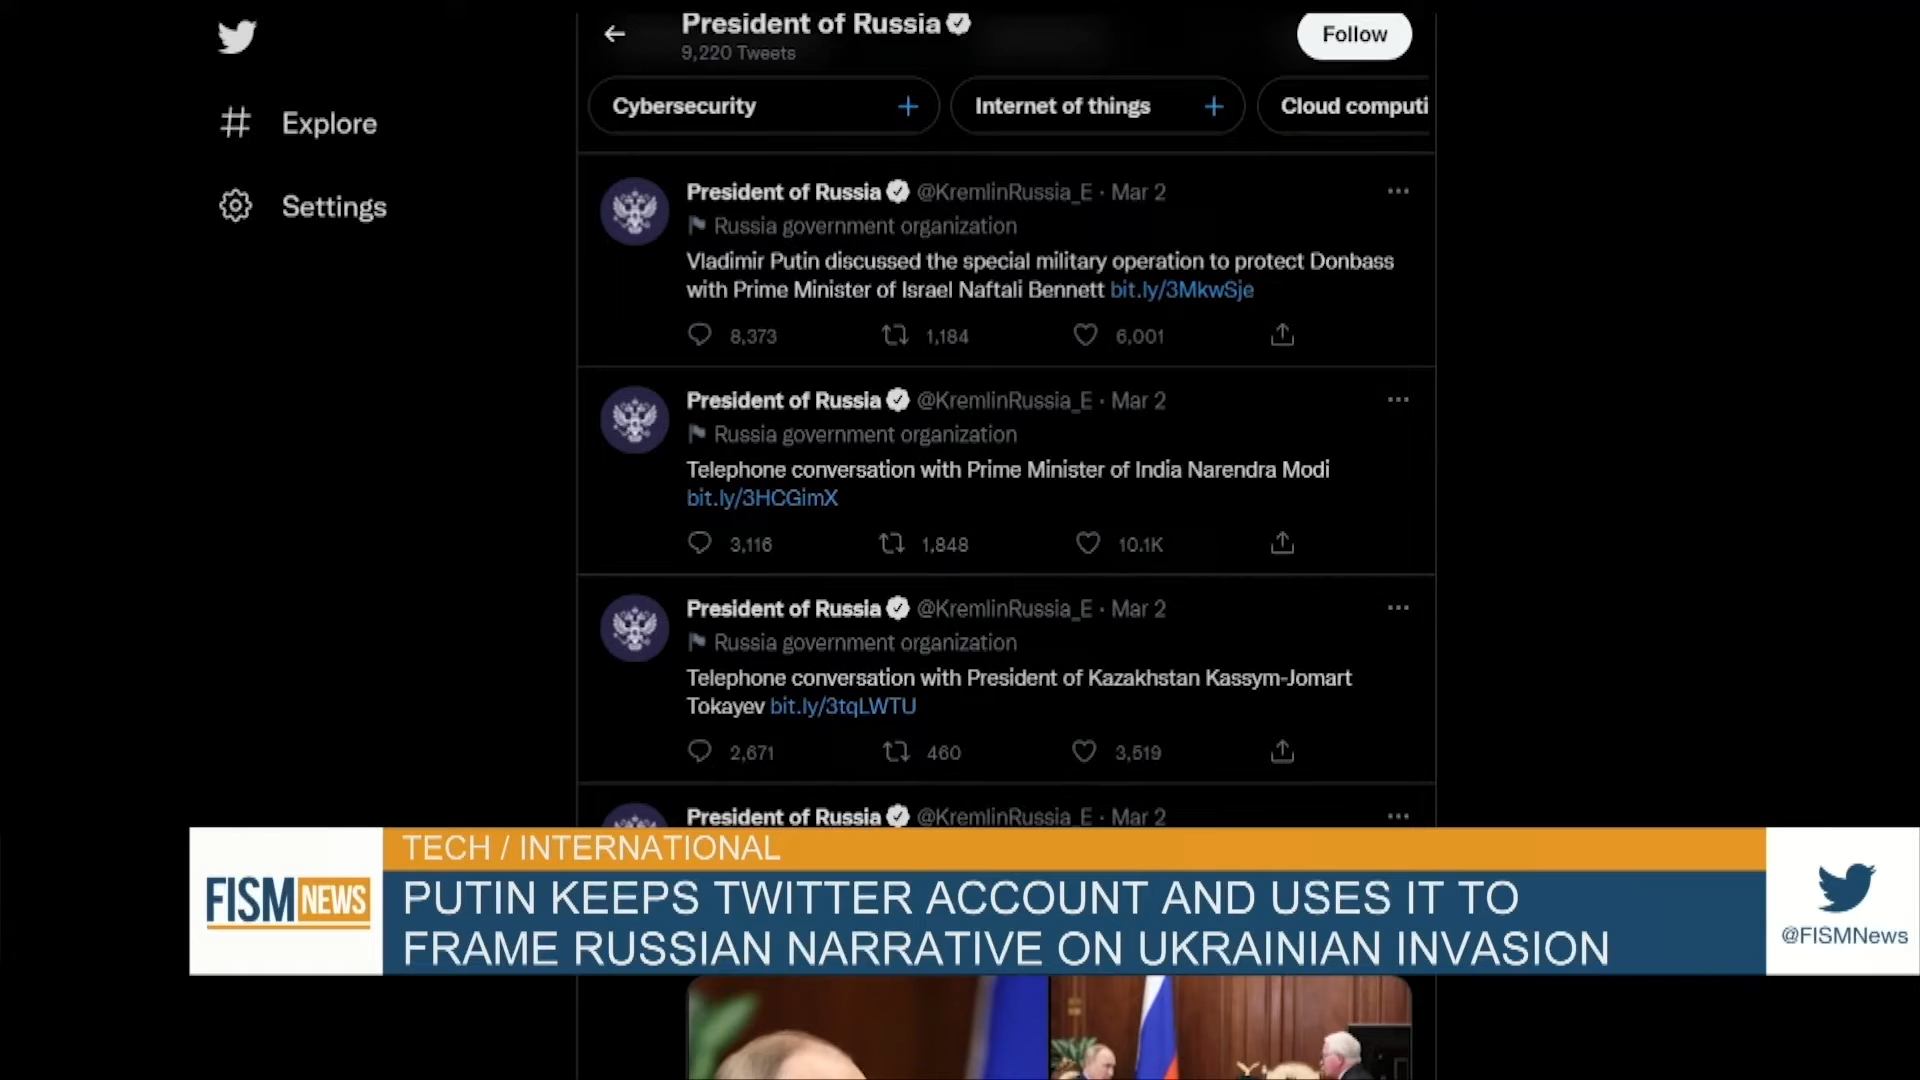 President of Russia
9,220 Tweets
Follow
Cybersecurity
Internet of things
Cloud computi
Explore
Settings
President of Russia @KremlinRussia_E · Mar 2
Russia government organization
Vladimir Putin discussed the special military operation to protect Donbass
with Prime Minister of Israel Naftali Bennett bit.ly/3MkwSje
8,373 1,184 6,001
President of Russia @KremlinRussia_E · Mar 2
Russia government organization
Telephone conversation with Prime Minister of India Narendra Modi
bit.ly/3HCGimX
3,116 1,848 10.1K
President of Russia @KremlinRussia_E · Mar 2
Russia government organization
Telephone conversation with President of Kazakhstan Kassym-Jomart
Tokayev bit.ly/3tqLWTU
2,671 460 3,519
President of Russia @KremlinRussia_E · Mar 2
TECH / INTERNATIONAL
FISM NEWS
PUTIN KEEPS TWITTER ACCOUNT AND USES IT TO
FRAME RUSSIAN NARRATIVE ON UKRAINIAN INVASION
@FISMNews